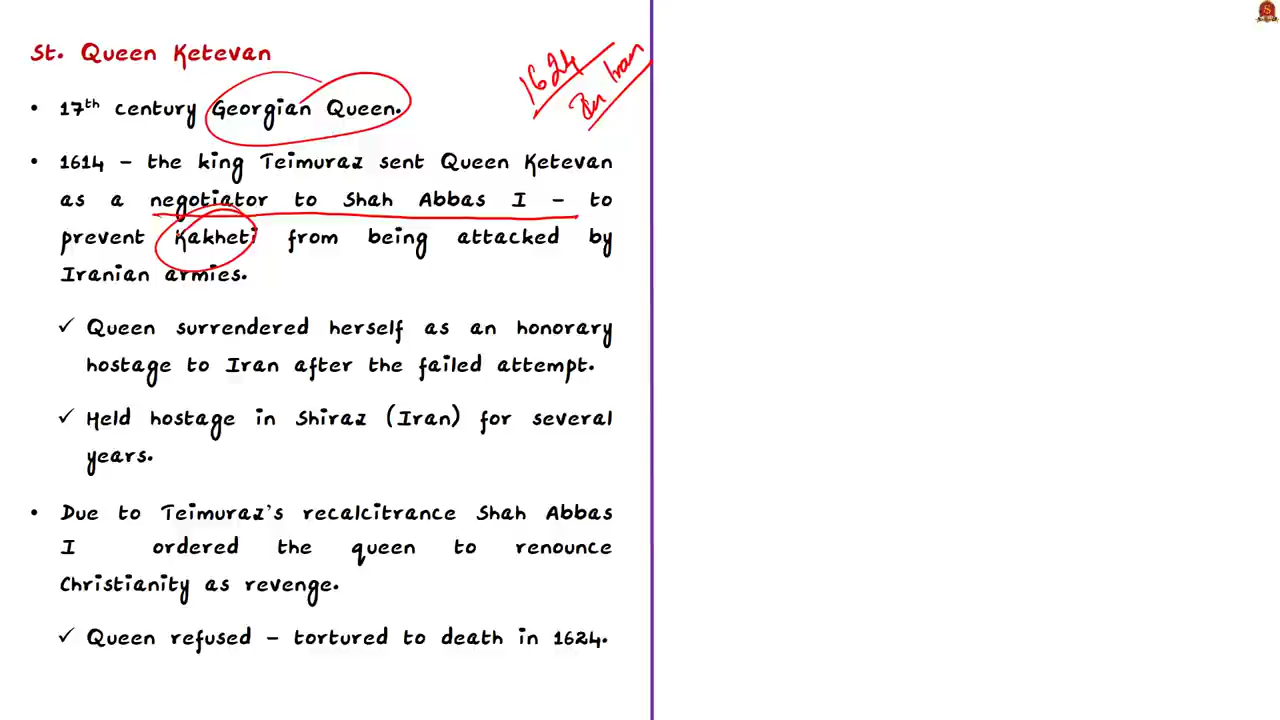 St. Queen Ketevan
1624
In Iran
• 17th century Georgian Queen.
• 1614 – the king Teimuraz sent Queen Ketevan
as a negotiator to Shah Abbas I – to
prevent Kakheti from being attacked by
Iranian armies.
✓ Queen surrendered herself as an honorary
hostage to Iran after the failed attempt.
✓ Held hostage in Shiraz (Iran) for several
years.
• Due to Teimuraz's recalcitrance Shah Abbas
I ordered the queen to renounce
Christianity as revenge.
✓ Queen refused – tortured to death in 1624.